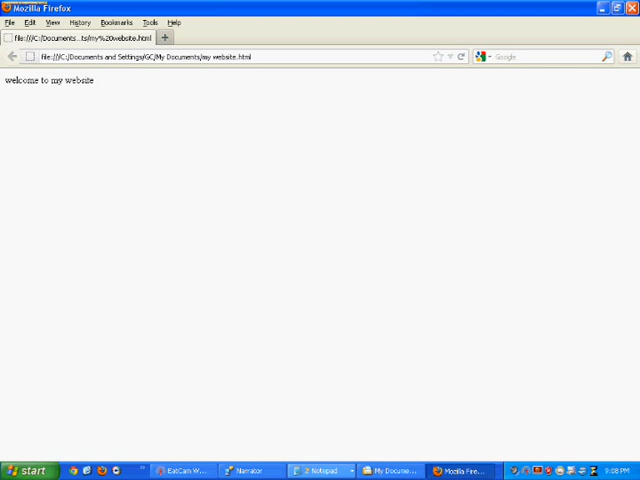 Mozilla Firefox
File Edit View History Bookmarks Tools Help
file:///C:/Documents...ts/my%20website.html
file:///C:/Documents and Settings/GC/My Documents/my website.html
Google
welcome to my website
start
EatCam W...
Narrator
2 Notepad
My Docume...
Mozilla Fire...
9:08 PM